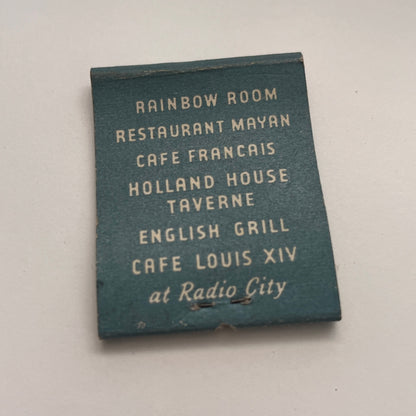 RAINBOW ROOM
RESTAURANT MAYAN
CAFE FRANCAIS
HOLLAND HOUSE
TAVERNE
ENGLISH GRILL
CAFE LOUIS XIV
at Radio City